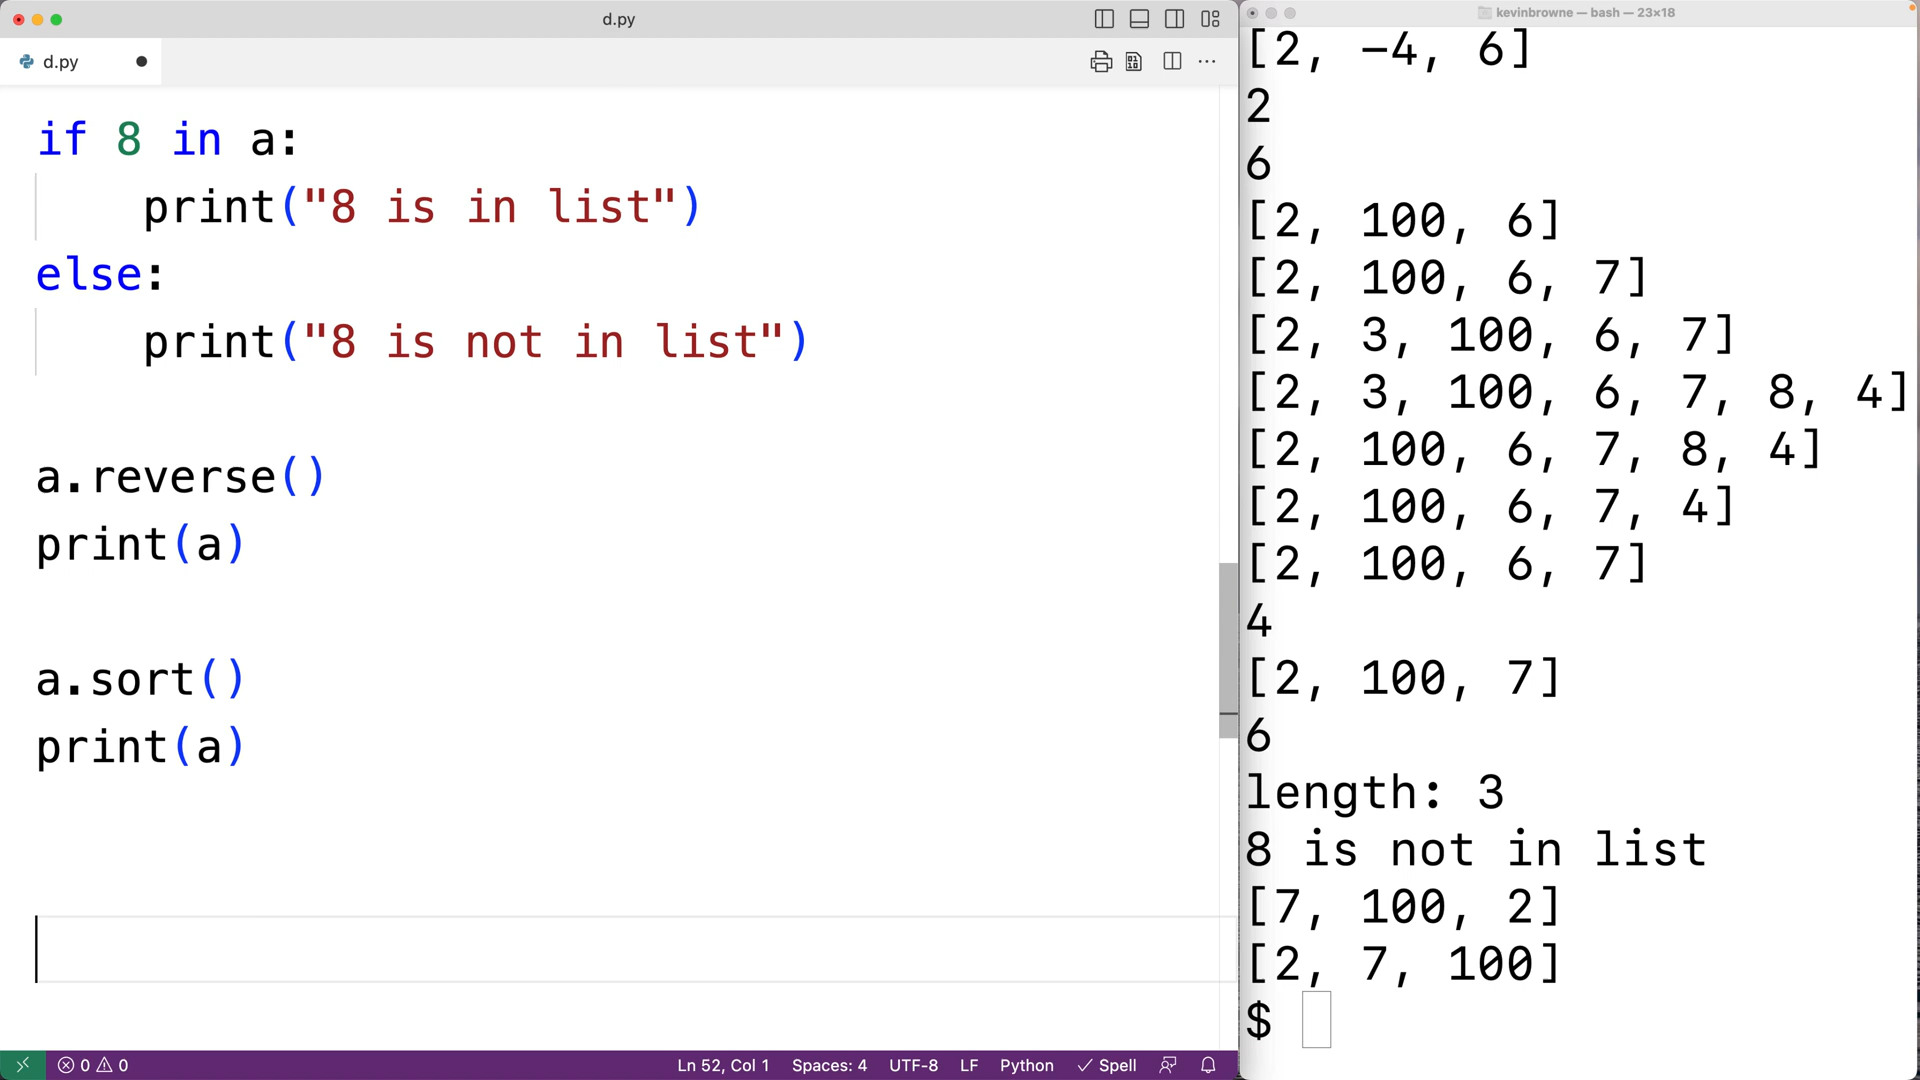 d.py
d.py
if 8 in a:
    print("8 is in list")
else:
    print("8 is not in list")
a.reverse()
print(a)
a.sort()
print(a)
0 0
Ln 52, Col 1 Spaces: 4 UTF-8 LF Python Spell
kevinbrowne — bash — 23×18
[2, -4, 6]
2
6
[2, 100, 6]
[2, 100, 6, 7]
[2, 3, 100, 6, 7]
[2, 3, 100, 6, 7, 8, 4]
[2, 100, 6, 7, 8, 4]
[2, 100, 6, 7, 4]
[2, 100, 6, 7]
4
[2, 100, 7]
6
length: 3
8 is not in list
[7, 100, 2]
[2, 7, 100]
$